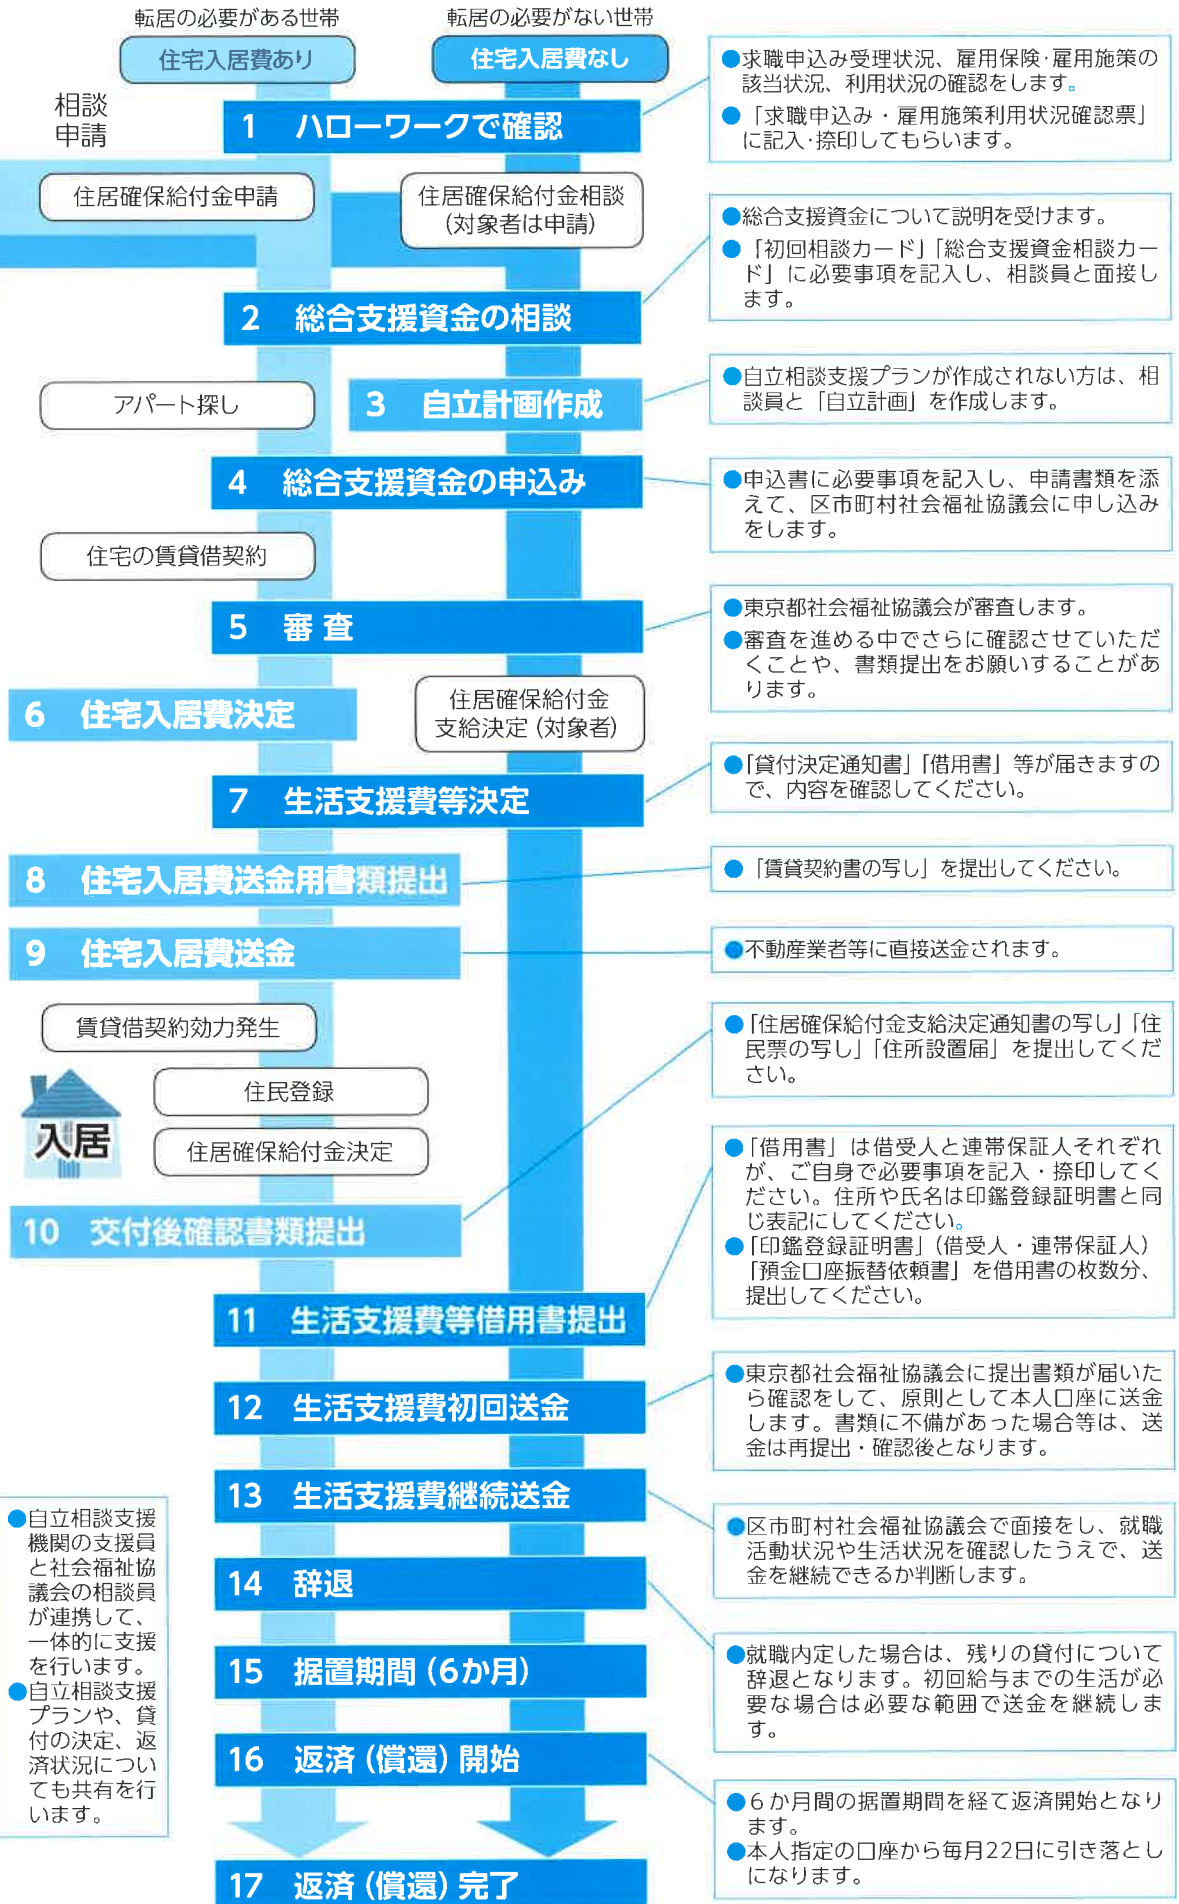 転居の必要がある世帯
転居の必要がない世帯
住宅入居費あり
住宅入居費なし
相談
申請
1 ハローワークで確認
●求職申込み受理状況、雇用保険・雇用施策の
該当状況、利用状況の確認をします。
●「求職申込み・雇用施策利用状況確認票」
に記入・捺印してもらいます。
住居確保給付金申請
住居確保給付金相談
(対象者は申請)
●総合支援資金について説明を受けます。
●「初回相談カード」「総合支援資金相談カー
ド」に必要事項を記入し、相談員と面接し
ます。
2 総合支援資金の相談
アパート探し
3 自立計画作成
●自立相談支援プランが作成されない方は、相
談員と「自立計画」を作成します。
4 総合支援資金の申込み
●申込書に必要事項を記入し、申請書類を添
えて、区市町村社会福祉協議会に申し込み
をします。
住宅の賃貸借契約
5 審 査
●東京都社会福祉協議会が審査します。
●審査を進める中でさらに確認させていただ
くことや、書類提出をお願いすることがあ
ります。
6 住宅入居費決定
住居確保給付金
支給決定(対象者)
7 生活支援費等決定
●「貸付決定通知書」「借用書」等が届きますの
で、内容を確認してください。
8 住宅入居費送金用書類提出
●「賃貸契約書の写し」を提出してください。
9 住宅入居費送金
●不動産業者等に直接送金されます。
賃貸借契約効力発生
入居
住民登録
住居確保給付金決定
●「住居確保給付金支給決定通知書の写し」「住
民票の写し」「住所設置届」を提出してくだ
さい。
10 交付後確認書類提出
●「借用書」は借受人と連帯保証人それぞれ
が、ご自身で必要事項を記入・捺印してく
ださい。住所や氏名は印鑑登録証明書と同
じ表記にしてください。
●「印鑑登録証明書」(借受人・連帯保証人)
「預金口座振替依頼書」を借用書の枚数分、
提出してください。
11 生活支援費等借用書提出
12 生活支援費初回送金
●東京都社会福祉協議会に提出書類が届いた
ら確認をして、原則として本人口座に送金
します。書類に不備があった場合等は、送
金は再提出・確認後となります。
13 生活支援費継続送金
●区市町村社会福祉協議会で面接をし、就職
活動状況や生活状況を確認したうえで、送
金を継続できるか判断します。
●自立相談支援
機関の支援員
と社会福祉協
議会の相談員
が連携して、
一体的に支援
を行います。
●自立相談支援
プランや、貸
付の決定、返
済状況につい
ても共有を行
います。
14 辞退
●就職内定した場合は、残りの貸付について
辞退となります。初回給与までの生活が必
要な場合は必要な範囲で送金を継続しま
す。
15 据置期間(6か月)
16 返済(償還)開始
●6か月間の据置期間を経て返済開始となり
ます。
●本人指定の口座から毎月22日に引き落とし
になります。
17 返済(償還)完了